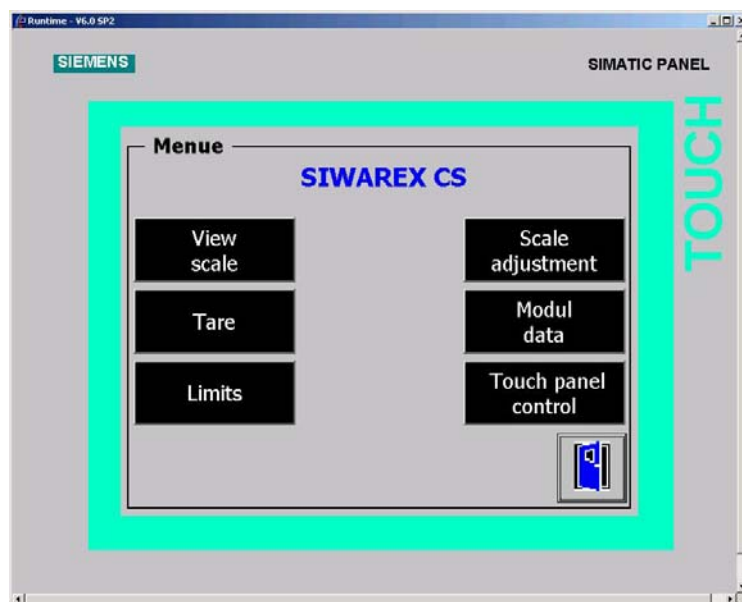 Runtime - V6.0 SP2
SIEMENS
SIMATIC PANEL
TOUCH
Menue
SIWAREX CS
View
scale
Scale
adjustment
Tare
Modul
data
Limits
Touch panel
control